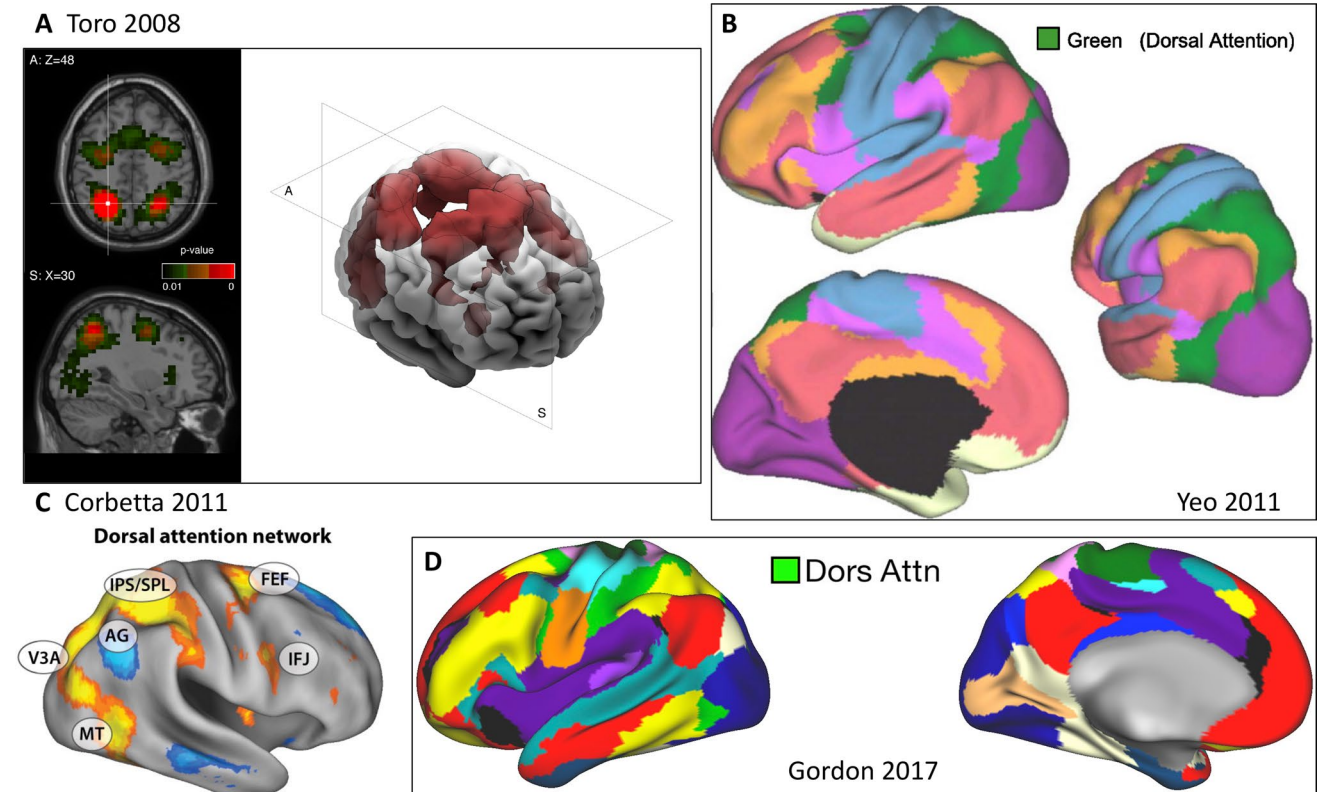 A Toro 2008
A: Z=48
p-value
0.01 0
S: X=30
A
S
B
Green (Dorsal Attention)
Yeo 2011
C Corbetta 2011
Dorsal attention network
IPS/SPL
FEF
AG
V3A
IFJ
MT
D
Dors Attn
Gordon 2017